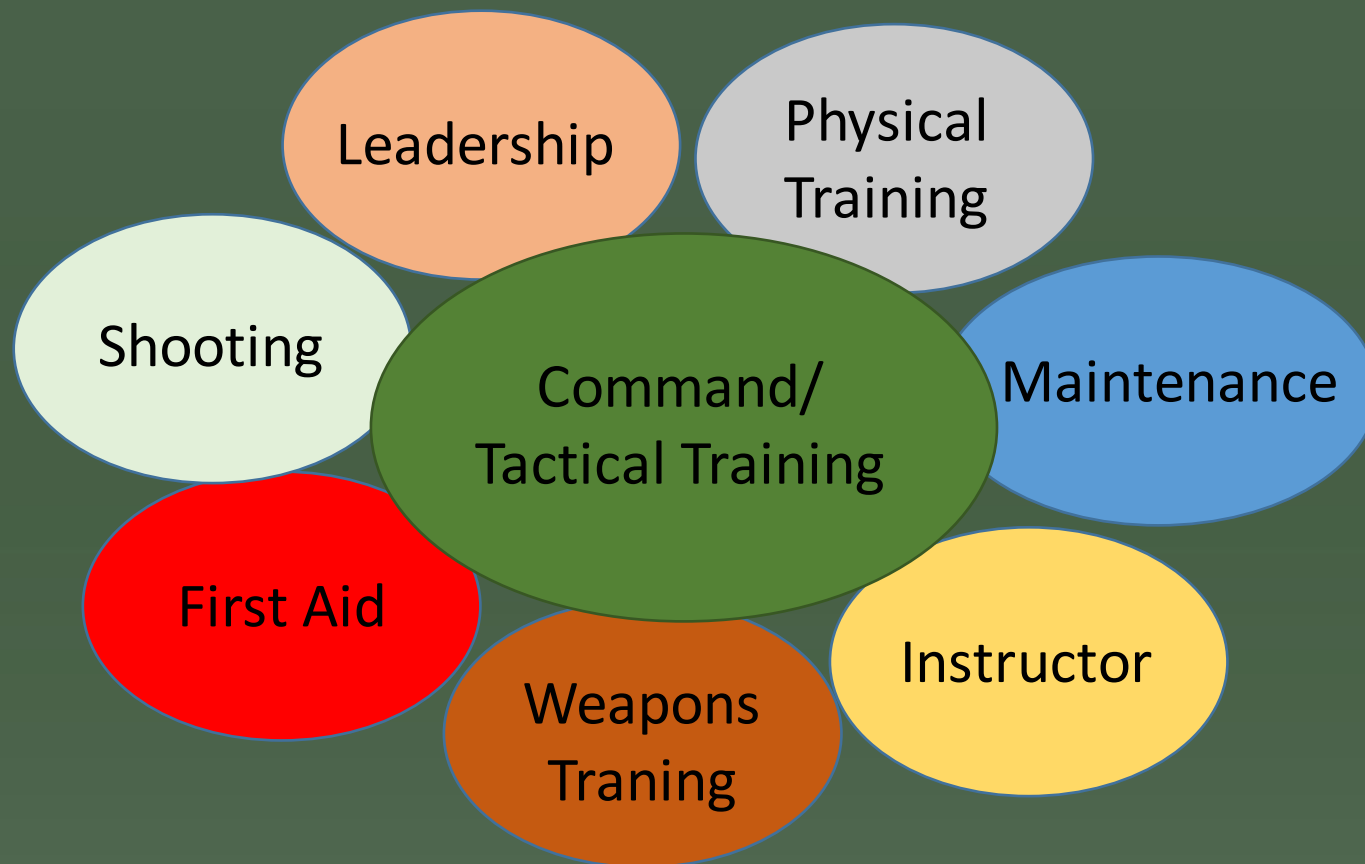 Leadership
Physical
Training
Shooting
Command/
Tactical Training
Maintenance
First Aid
Instructor
Weapons
Traning